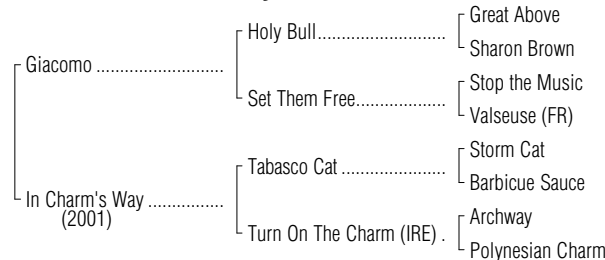 Great Above
Holy Bull...........................
Sharon Brown
Giacomo ...........................
Stop the Music
Set Them Free...................
Valseuse (FR)
Storm Cat
Tabasco Cat ......................
Barbicue Sauce
In Charm's Way ................
(2001)
Archway
Turn On The Charm (IRE) .
Polynesian Charm